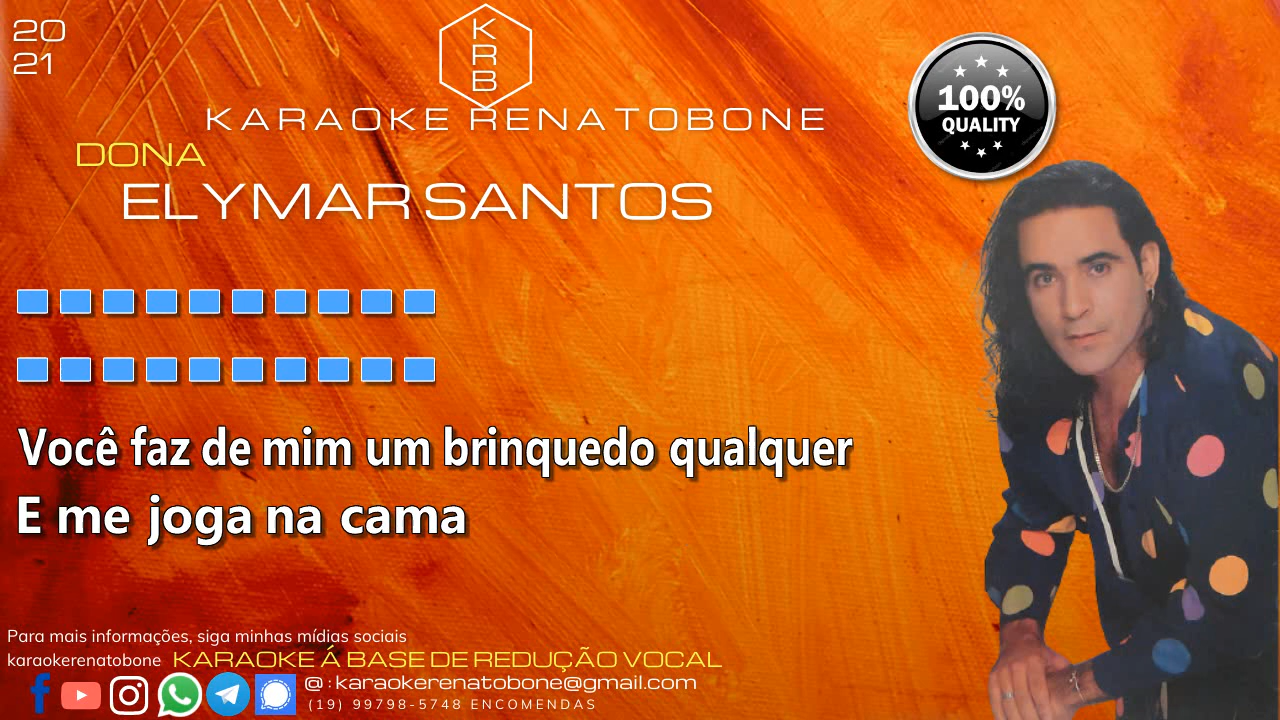 20
21
K
R
B
KARAOKE RENATOBONE
100%
QUALITY
DONA
ELYMAR SANTOS
Você faz de mim um brinquedo qualquer
E me joga na cama
Para mais informações, siga minhas mídias sociais
karaokerenatobone KARAOKE Á BASE DE REDUÇÃO VOCAL
@ : karaokerenatobone@gmail.com
(19) 99798-5748 ENCOMENDAS